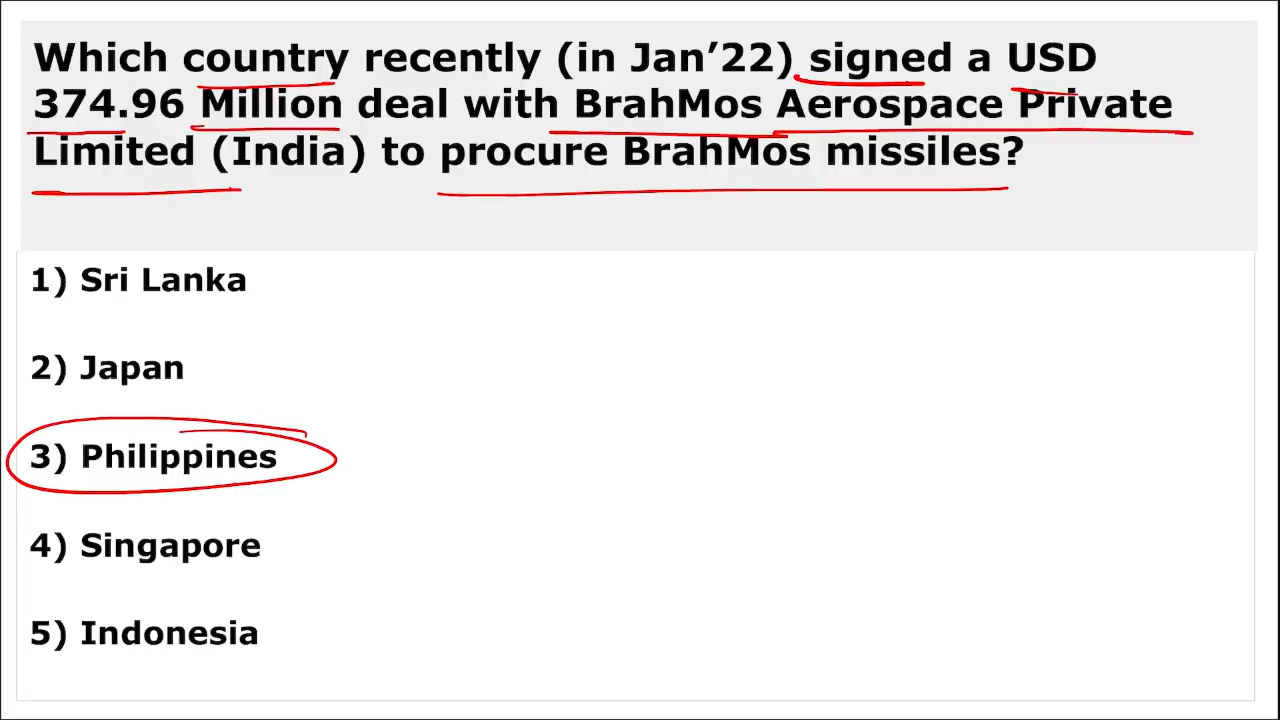 Which country recently (in Jan’22) signed a USD
374.96 Million deal with BrahMos Aerospace Private
Limited (India) to procure BrahMos missiles?
1) Sri Lanka
2) Japan
3) Philippines
4) Singapore
5) Indonesia